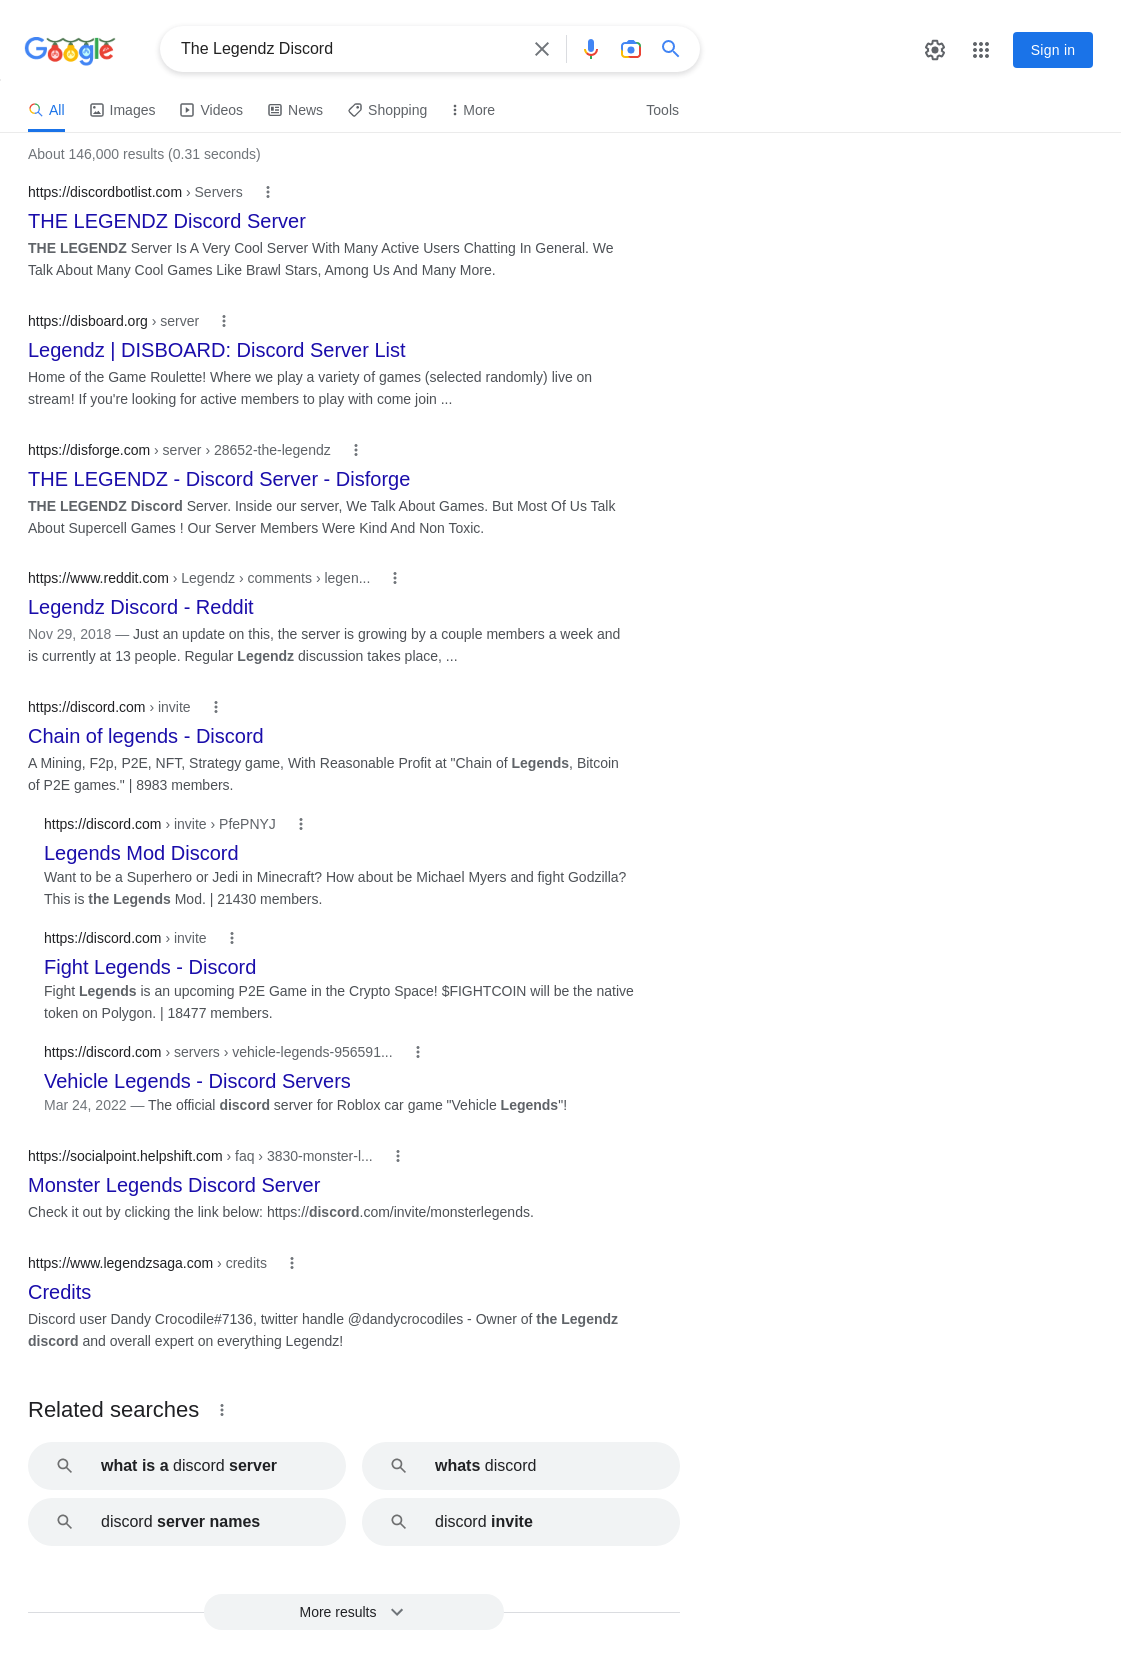 Google
The Legendz Discord
Sign in
All
Images
Videos
News
Shopping
More
Tools
About 146,000 results (0.31 seconds)
https://discordbotlist.com › Servers
THE LEGENDZ Discord Server
THE LEGENDZ Server Is A Very Cool Server With Many Active Users Chatting In General. We
Talk About Many Cool Games Like Brawl Stars, Among Us And Many More.
https://disboard.org › server
Legendz | DISBOARD: Discord Server List
Home of the Game Roulette! Where we play a variety of games (selected randomly) live on
stream! If you're looking for active members to play with come join ...
https://disforge.com › server › 28652-the-legendz
THE LEGENDZ - Discord Server - Disforge
THE LEGENDZ Discord Server. Inside our server, We Talk About Games. But Most Of Us Talk
About Supercell Games ! Our Server Members Were Kind And Non Toxic.
https://www.reddit.com › Legendz › comments › legen...
Legendz Discord - Reddit
Nov 29, 2018 — Just an update on this, the server is growing by a couple members a week and
is currently at 13 people. Regular Legendz discussion takes place, ...
https://discord.com › invite
Chain of legends - Discord
A Mining, F2p, P2E, NFT, Strategy game, With Reasonable Profit at "Chain of Legends, Bitcoin
of P2E games." | 8983 members.
https://discord.com › invite › PfePNYJ
Legends Mod Discord
Want to be a Superhero or Jedi in Minecraft? How about be Michael Myers and fight Godzilla?
This is the Legends Mod. | 21430 members.
https://discord.com › invite
Fight Legends - Discord
Fight Legends is an upcoming P2E Game in the Crypto Space! $FIGHTCOIN will be the native
token on Polygon. | 18477 members.
https://discord.com › servers › vehicle-legends-956591...
Vehicle Legends - Discord Servers
Mar 24, 2022 — The official discord server for Roblox car game "Vehicle Legends"!
https://socialpoint.helpshift.com › faq › 3830-monster-l...
Monster Legends Discord Server
Check it out by clicking the link below: https://discord.com/invite/monsterlegends.
https://www.legendzsaga.com › credits
Credits
Discord user Dandy Crocodile#7136, twitter handle @dandycrocodiles - Owner of the Legendz
discord and overall expert on everything Legendz!
Related searches
what is a discord server
whats discord
discord server names
discord invite
More results